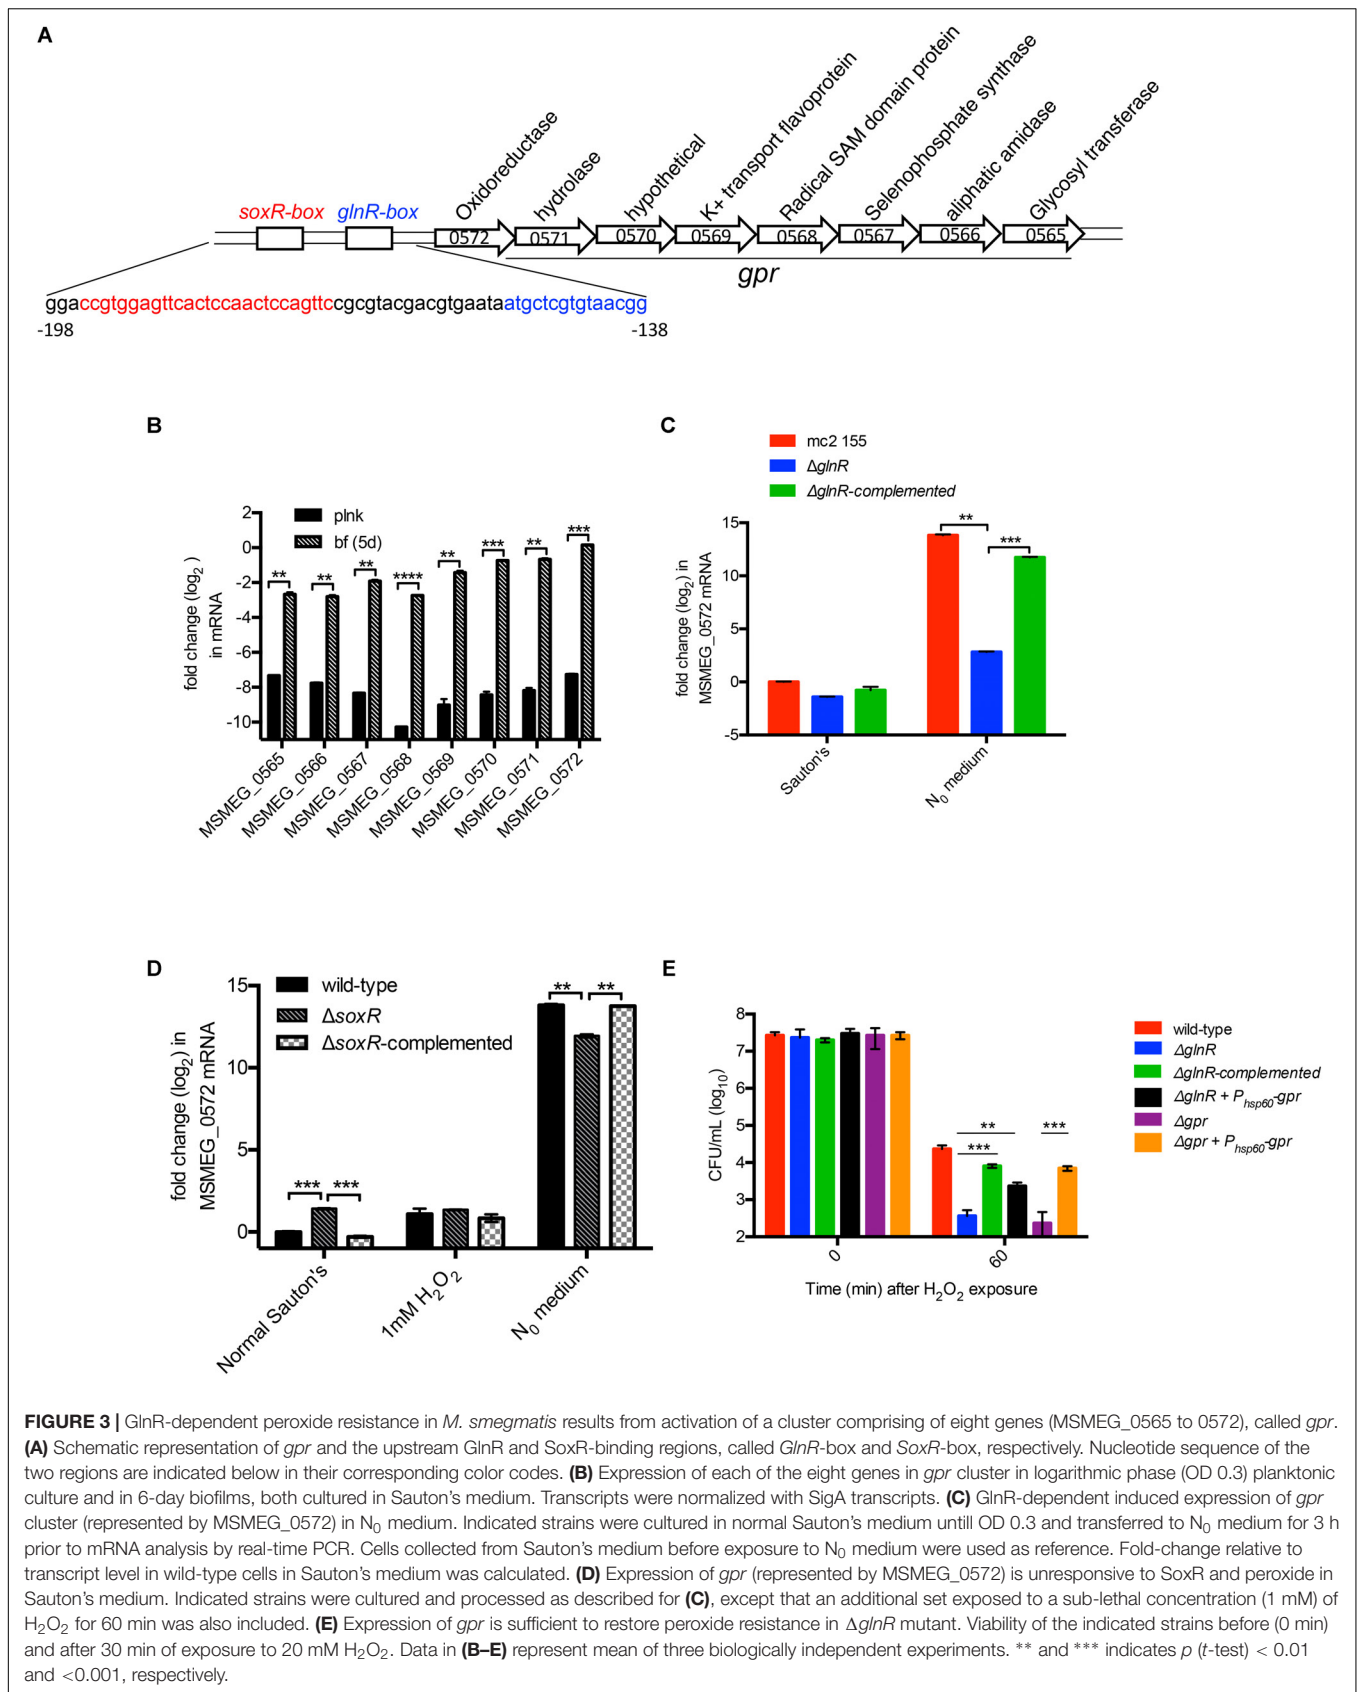 A
Oxidoreductase
hydrolase
hypothetical
K+ transport flavoprotein
Radical SAM domain protein
Selenophosphate synthase
aliphatic amidase
Glycosyl transferase
soxR-box glnR-box
0572 0571 0570 0569 0568 0567 0566 0565
gpr
ggaccgtggagttcactccaactccagttccgcgtacgacgtgaataatgctcgtgtaacgg
-198 -138
B
plnk
bf (5d)
fold change (log2)
in mRNA
2
0
-2
-4
-6
-8
-10
** ** ** **** ** *** ** ***
MSMEG_0565
MSMEG_0566
MSMEG_0567
MSMEG_0568
MSMEG_0569
MSMEG_0570
MSMEG_0571
MSMEG_0572
C
mc2 155
ΔglnR
ΔglnR-complemented
fold change (log2) in
MSMEG_0572 mRNA
15
10
5
0
-5
** ***
Sauton's
N0 medium
D
wild-type
ΔsoxR
ΔsoxR-complemented
fold change (log2) in
MSMEG_0572 mRNA
15
10
5
0
*** *** ** **
Normal Sauton's
1mM H2O2
N0 medium
E
wild-type
ΔglnR
ΔglnR-complemented
ΔglnR + Phsp60-gpr
Δgpr
Δgpr + Phsp60-gpr
CFU/mL (log10)
8
7
6
5
4
3
2
** *** ***
0
60
Time (min) after H2O2 exposure
FIGURE 3 | GlnR-dependent peroxide resistance in M. smegmatis results from activation of a cluster comprising of eight genes (MSMEG_0565 to 0572), called gpr.
(A) Schematic representation of gpr and the upstream GlnR and SoxR-binding regions, called GlnR-box and SoxR-box, respectively. Nucleotide sequence of the
two regions are indicated below in their corresponding color codes. (B) Expression of each of the eight genes in gpr cluster in logarithmic phase (OD 0.3) planktonic
culture and in 6-day biofilms, both cultured in Sauton's medium. Transcripts were normalized with SigA transcripts. (C) GlnR-dependent induced expression of gpr
cluster (represented by MSMEG_0572) in N0 medium. Indicated strains were cultured in normal Sauton's medium untill OD 0.3 and transferred to N0 medium for 3 h
prior to mRNA analysis by real-time PCR. Cells collected from Sauton's medium before exposure to N0 medium were used as reference. Fold-change relative to
transcript level in wild-type cells in Sauton's medium was calculated. (D) Expression of gpr (represented by MSMEG_0572) is unresponsive to SoxR and peroxide in
Sauton's medium. Indicated strains were cultured and processed as described for (C), except that an additional set exposed to a sub-lethal concentration (1 mM) of
H2O2 for 60 min was also included. (E) Expression of gpr is sufficient to restore peroxide resistance in ΔglnR mutant. Viability of the indicated strains before (0 min)
and after 30 min of exposure to 20 mM H2O2. Data in (B–E) represent mean of three biologically independent experiments. ** and *** indicates p (t-test) < 0.01
and <0.001, respectively.